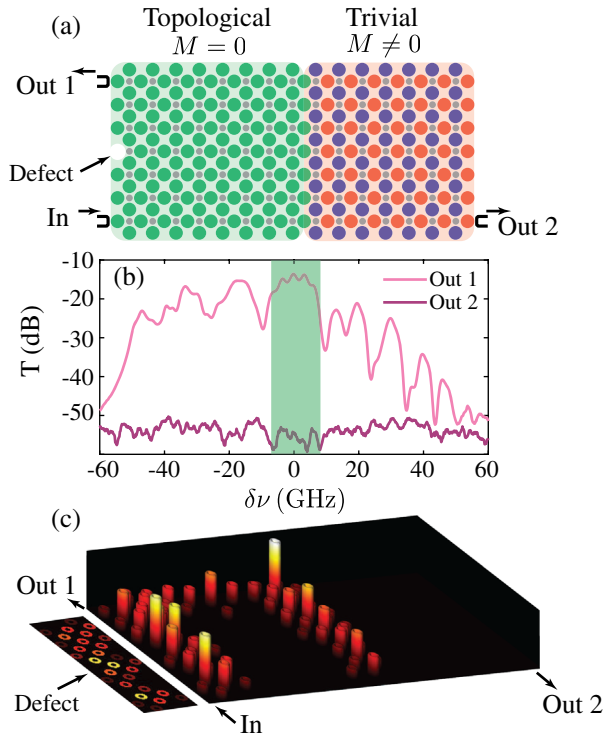 (a)
Topological
Trivial
M = 0
M ≠ 0
Out 1
Defect
In
Out 2
(b)
-10
-20
-30
-40
-50
T (dB)
Out 1
Out 2
-60
-40
-20
0
20
40
60
δν (GHz)
(c)
Out 1
Defect
In
Out 2